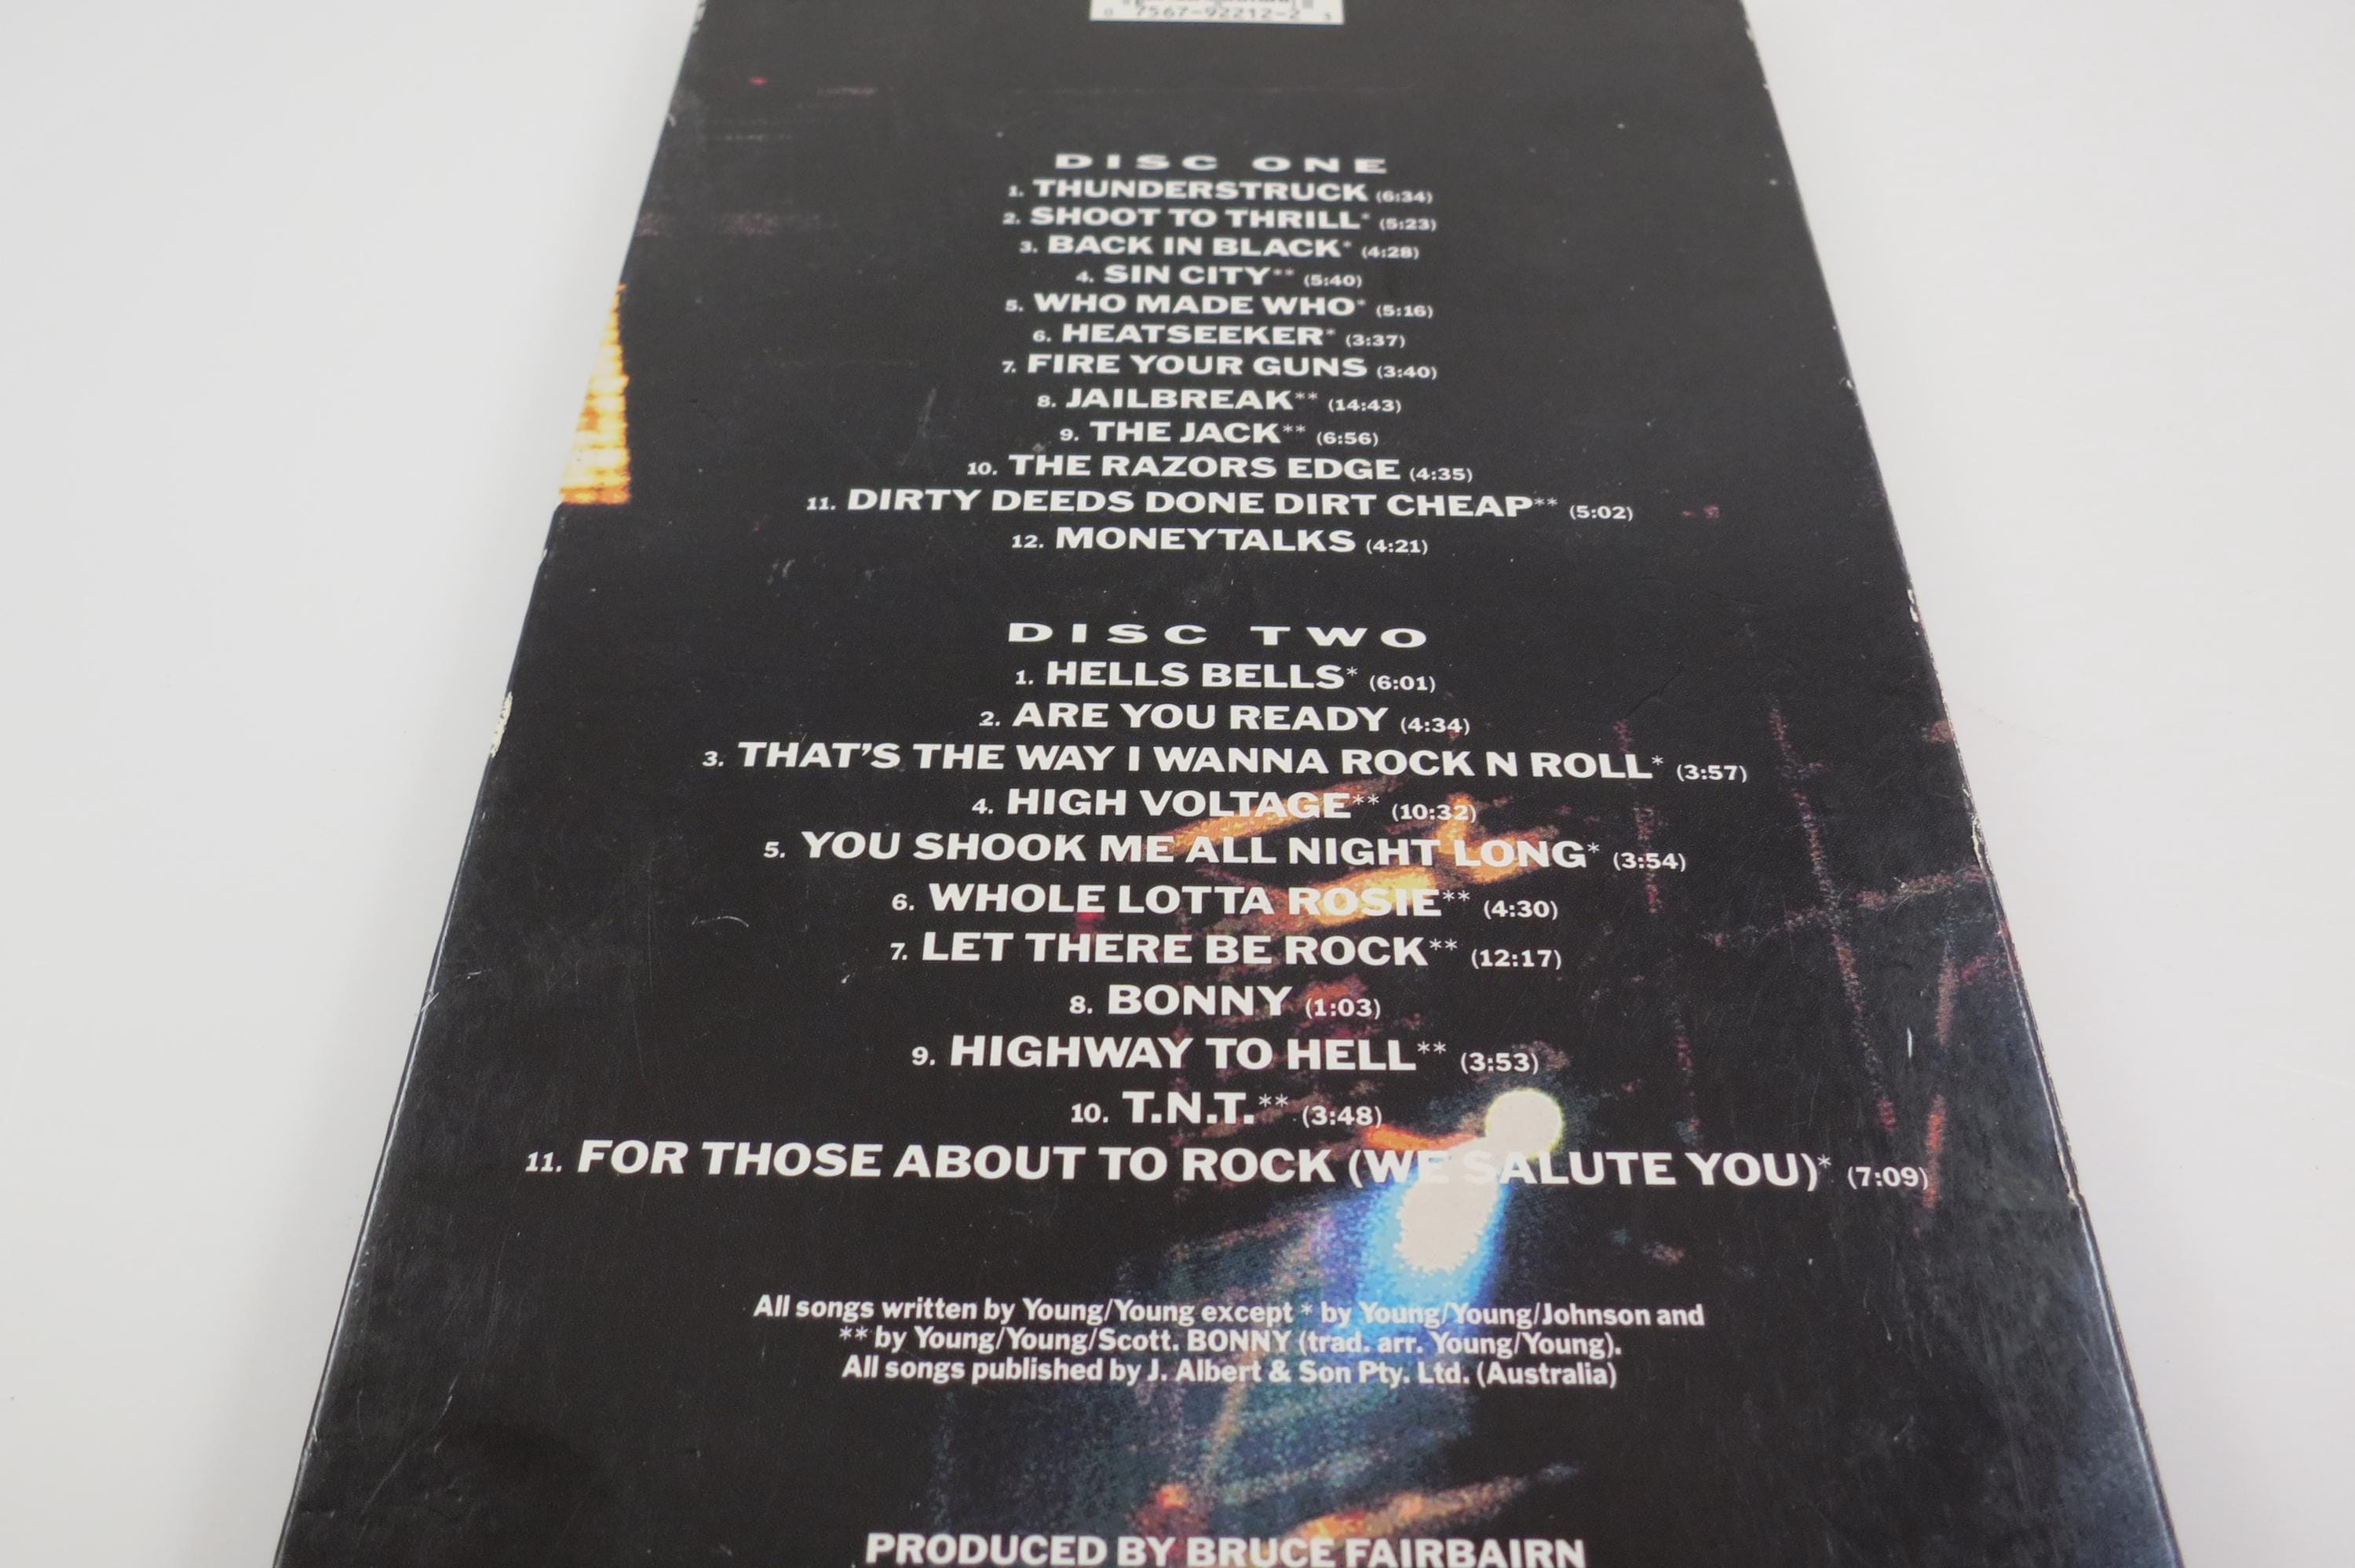 8 7567-92212-2 3
DISC ONE
1. THUNDERSTRUCK (6:34)
2. SHOOT TO THRILL* (5:23)
3. BACK IN BLACK* (4:28)
4. SIN CITY** (5:40)
5. WHO MADE WHO* (5:16)
6. HEATSEEKER* (3:37)
7. FIRE YOUR GUNS (3:40)
8. JAILBREAK** (14:43)
9. THE JACK** (6:56)
10. THE RAZORS EDGE (4:35)
11. DIRTY DEEDS DONE DIRT CHEAP** (5:02)
12. MONEYTALKS (4:21)
DISC TWO
1. HELLS BELLS* (6:01)
2. ARE YOU READY (4:34)
3. THAT'S THE WAY I WANNA ROCK N ROLL* (3:57)
4. HIGH VOLTAGE** (10:32)
5. YOU SHOOK ME ALL NIGHT LONG* (3:54)
6. WHOLE LOTTA ROSIE** (4:30)
7. LET THERE BE ROCK** (12:17)
8. BONNY (1:03)
9. HIGHWAY TO HELL** (3:53)
10. T.N.T.** (3:48)
11. FOR THOSE ABOUT TO ROCK (WE SALUTE YOU)* (7:09)
All songs written by Young/Young except * by Young/Young/Johnson and
** by Young/Young/Scott. BONNY (trad. arr. Young/Young).
All songs published by J. Albert & Son Pty. Ltd. (Australia)
PRODUCED BY BRUCE FAIRBAIRN